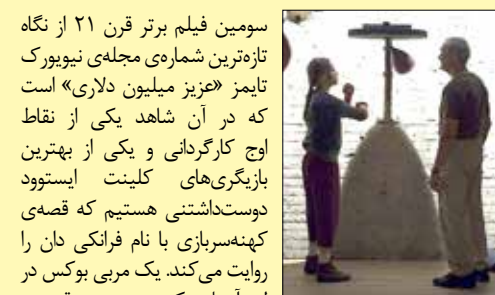 سومین فیلم برتر قرن ۲۱ از نگاه
تازه‌ترین شماره‌ی مجله‌ی نیویورک
تایمز «عزیز میلیون دلاری» است
که در آن شاهد یکی از نقاط
اوج کارگردانی و یکی از بهترین
بازیگری‌های کلینت ایستوود
دوست‌داشتنی هستیم که قصه‌ی
کهنه‌سربازی با نام فرانکی دان را
روایت می‌کند. یک مربی بوکس در